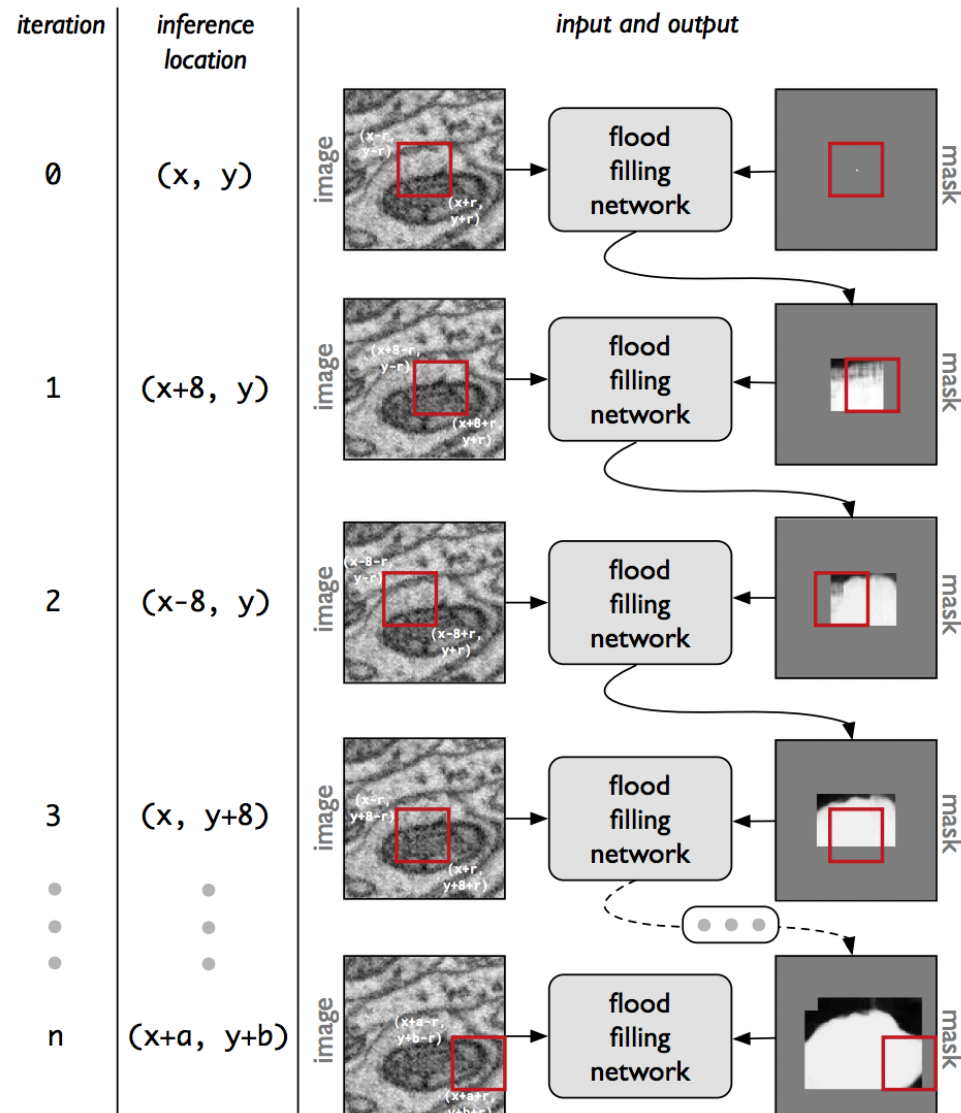 iteration
inference
location
input and output
0
(x, y)
image
(x-r,
y-r)
(x+r,
y+r)
flood
filling
network
mask
1
(x+8, y)
image
(x+8-r,
y-r)
(x+8+r,
y+r)
flood
filling
network
mask
2
(x-8, y)
image
(x-8-r,
y-r)
(x-8+r,
y+r)
flood
filling
network
mask
3
(x, y+8)
image
(x-r,
y+8-r)
(x+r,
y+8+r)
flood
filling
network
mask
n
(x+a, y+b)
image
(x+a-r,
y+b-r)
(x+a+r,
y+b+r)
flood
filling
network
mask